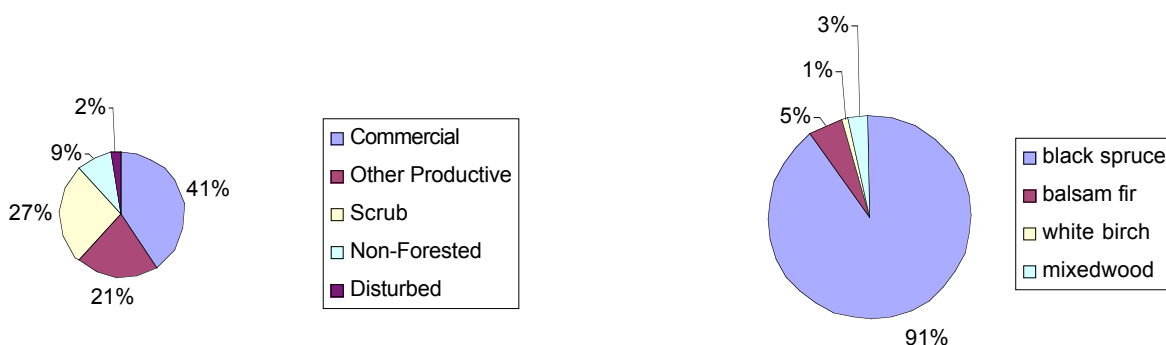 2%
9%
41%
27%
21%
Commercial
Other Productive
Scrub
Non-Forested
Disturbed
3%
1%
5%
91%
black spruce
balsam fir
white birch
mixedwood